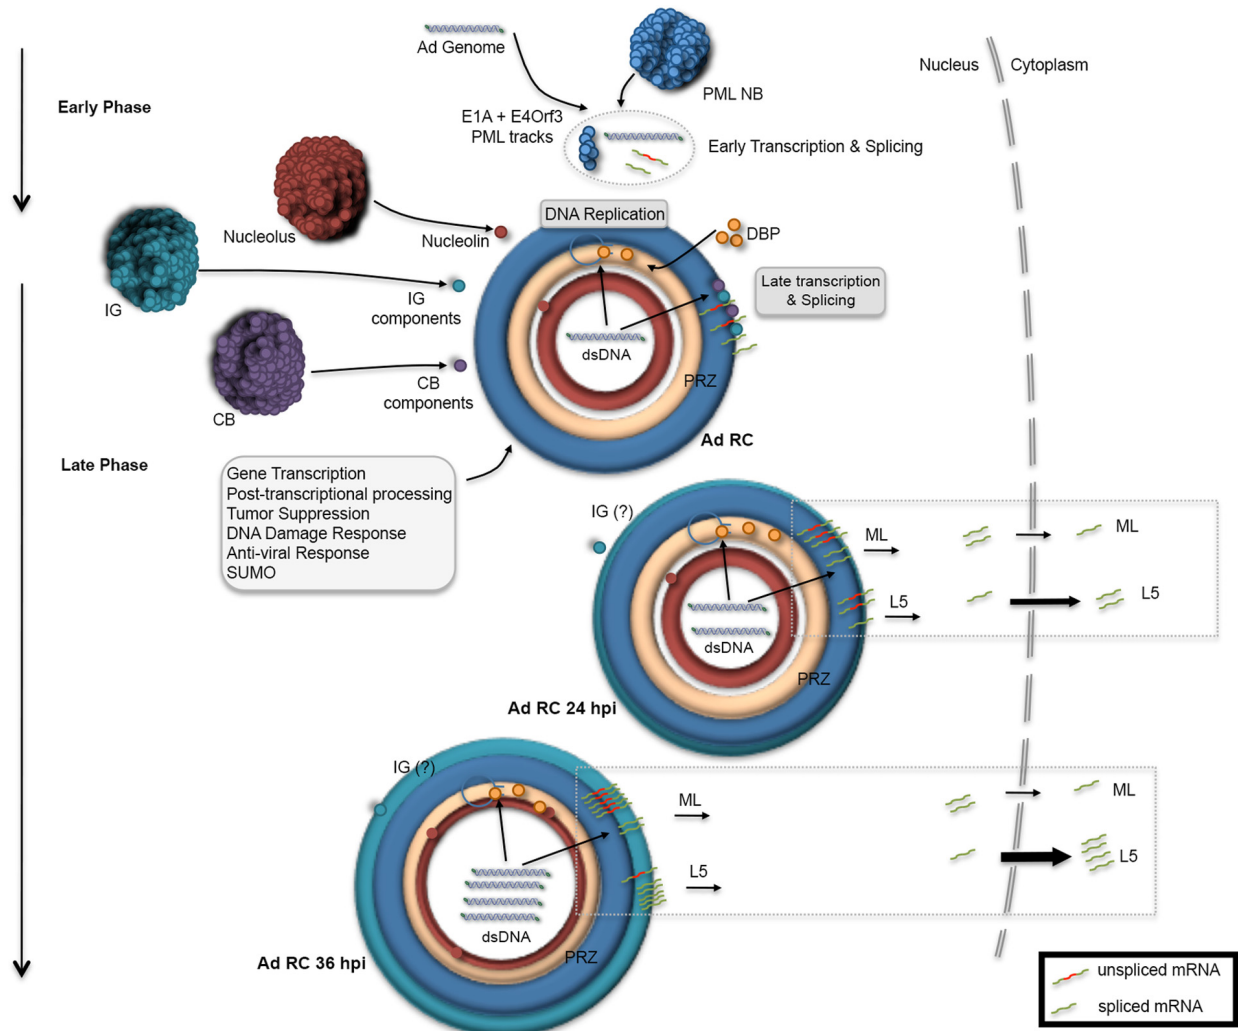 Ad Genome
PML NB
Nucleus
Cytoplasm
Early Phase
E1A + E4Orf3
PML tracks
Early Transcription & Splicing
Nucleolus
Nucleolin
DNA Replication
DBP
IG
IG
components
Late transcription
& Splicing
dsDNA
CB
CB
components
PRZ
Ad RC
Late Phase
Gene Transcription
Post-transcriptional processing
Tumor Suppression
DNA Damage Response
Anti-viral Response
SUMO
IG (?)
ML
ML
L5
L5
dsDNA
PRZ
Ad RC 24 hpi
IG (?)
ML
ML
L5
L5
dsDNA
PRZ
Ad RC 36 hpi
unspliced mRNA
spliced mRNA